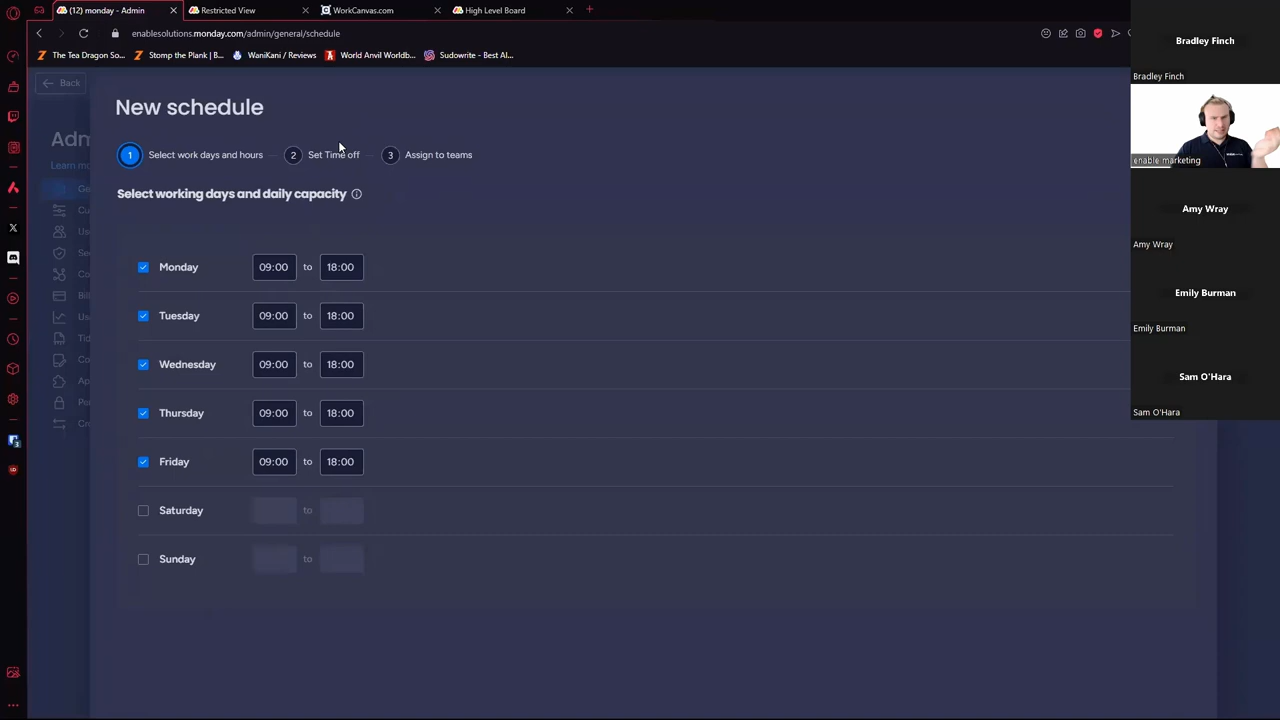 (12) monday - Admin
Restricted View
WorkCanvas.com
High Level Board
enablesolutions.monday.com/admin/general/schedule
The Tea Dragon So...
Stomp the Plank | B...
WaniKani / Reviews
World Anvil Worldb...
Sudowrite - Best AI...
Back
New schedule
1 Select work days and hours
2 Set Time off
3 Assign to teams
Select working days and daily capacity
Monday 09:00 to 18:00
Tuesday 09:00 to 18:00
Wednesday 09:00 to 18:00
Thursday 09:00 to 18:00
Friday 09:00 to 18:00
Saturday to
Sunday to
Bradley Finch
Bradley Finch
enable marketing
Amy Wray
Amy Wray
Emily Burman
Emily Burman
Sam O'Hara
Sam O'Hara